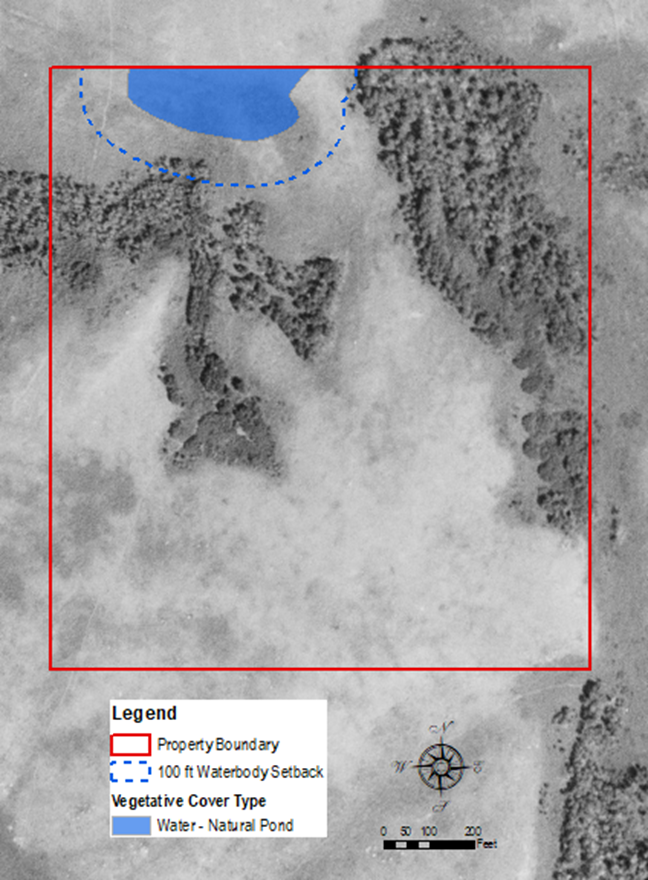 Legend
Property Boundary
100 ft Waterbody Setback
Vegetative Cover Type
Water - Natural Pond
N
W E
S
0 50 100 200
Feet